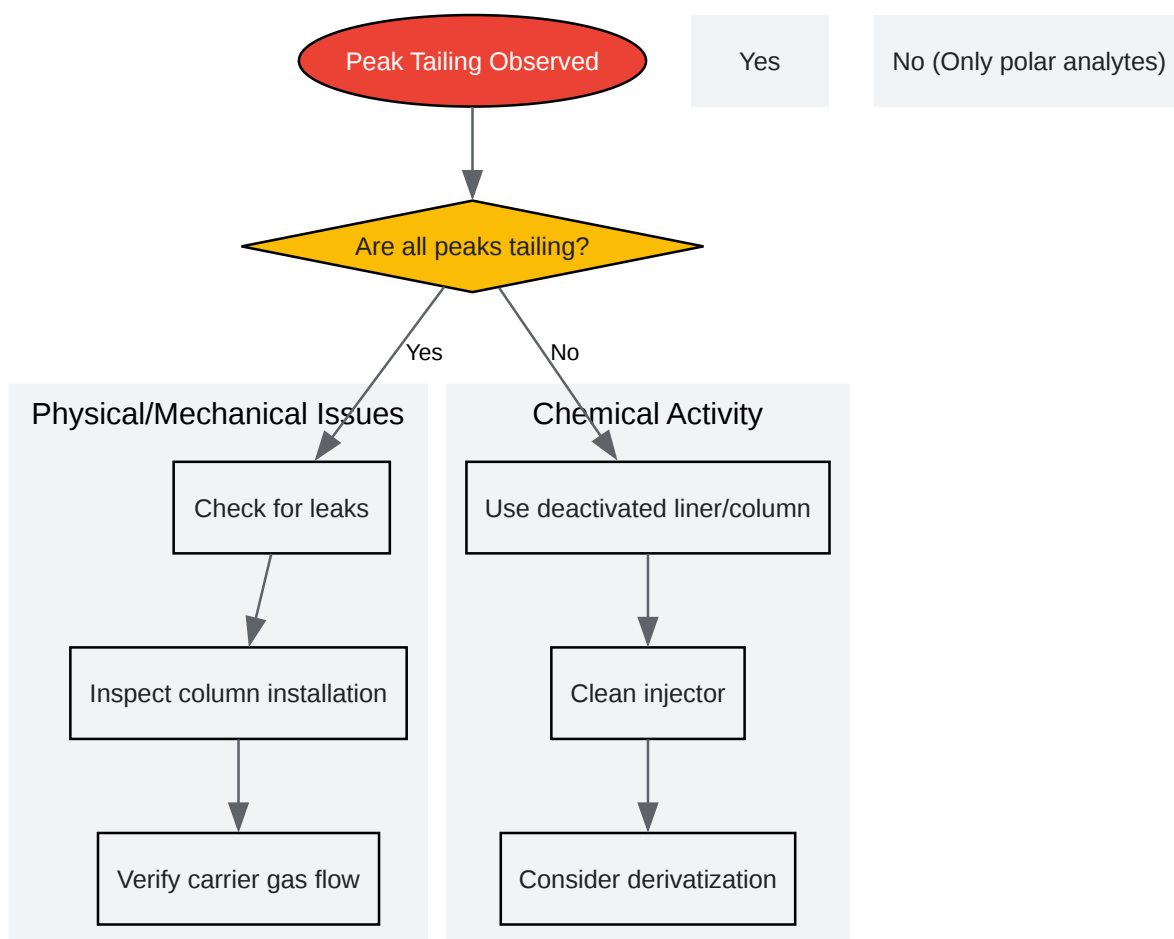 Peak Tailing Observed
Yes
No (Only polar analytes)
Are all peaks tailing?
Yes
No
Physical/Mechanical Issues
Check for leaks
Inspect column installation
Verify carrier gas flow
Chemical Activity
Use deactivated liner/column
Clean injector
Consider derivatization